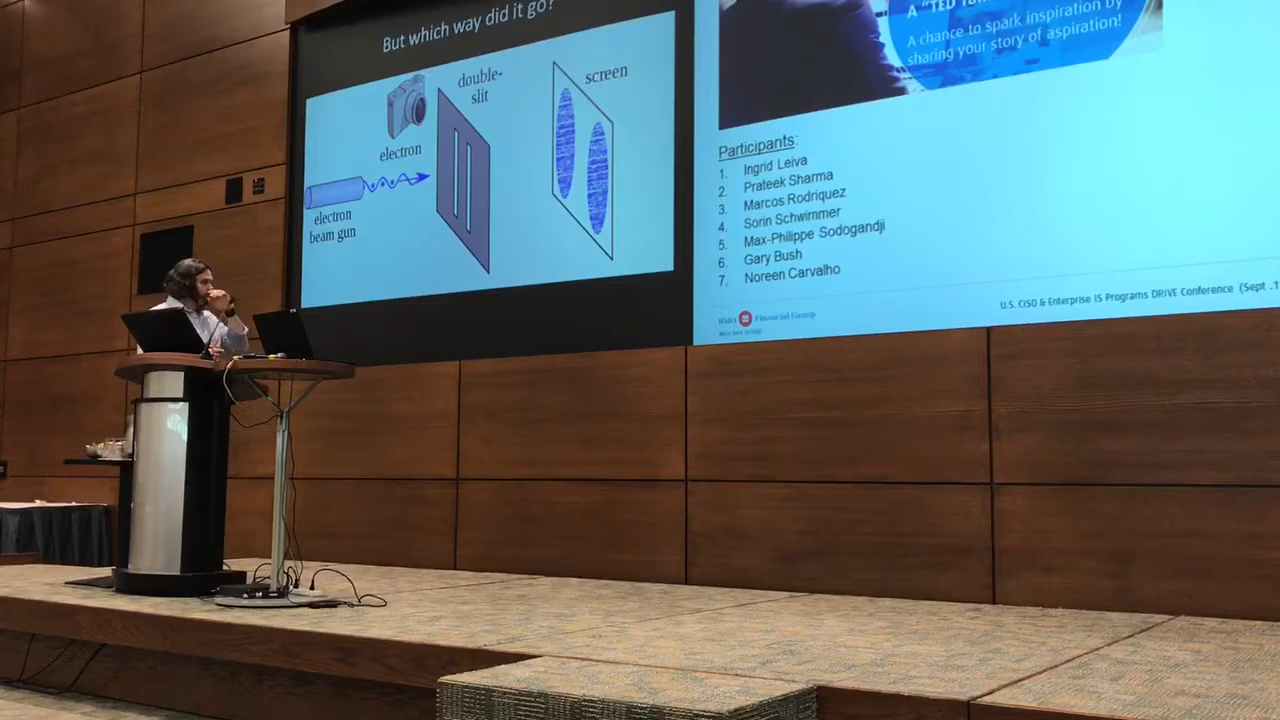 But which way did it go?
double-
slit
screen
electron
electron
beam gun
A "TED
A chance to spark inspiration by
sharing your story of aspiration!
Participants:
1. Ingrid Leiva
2. Prateek Sharma
3. Marcos Rodriquez
4. Sorin Schwimmer
5. Max-Philippe Sodogandji
6. Gary Bush
7. Noreen Carvalho
BMO Financial Group
U.S. CISO & Enterprise IS Programs DRIVE Conference (Sept .1